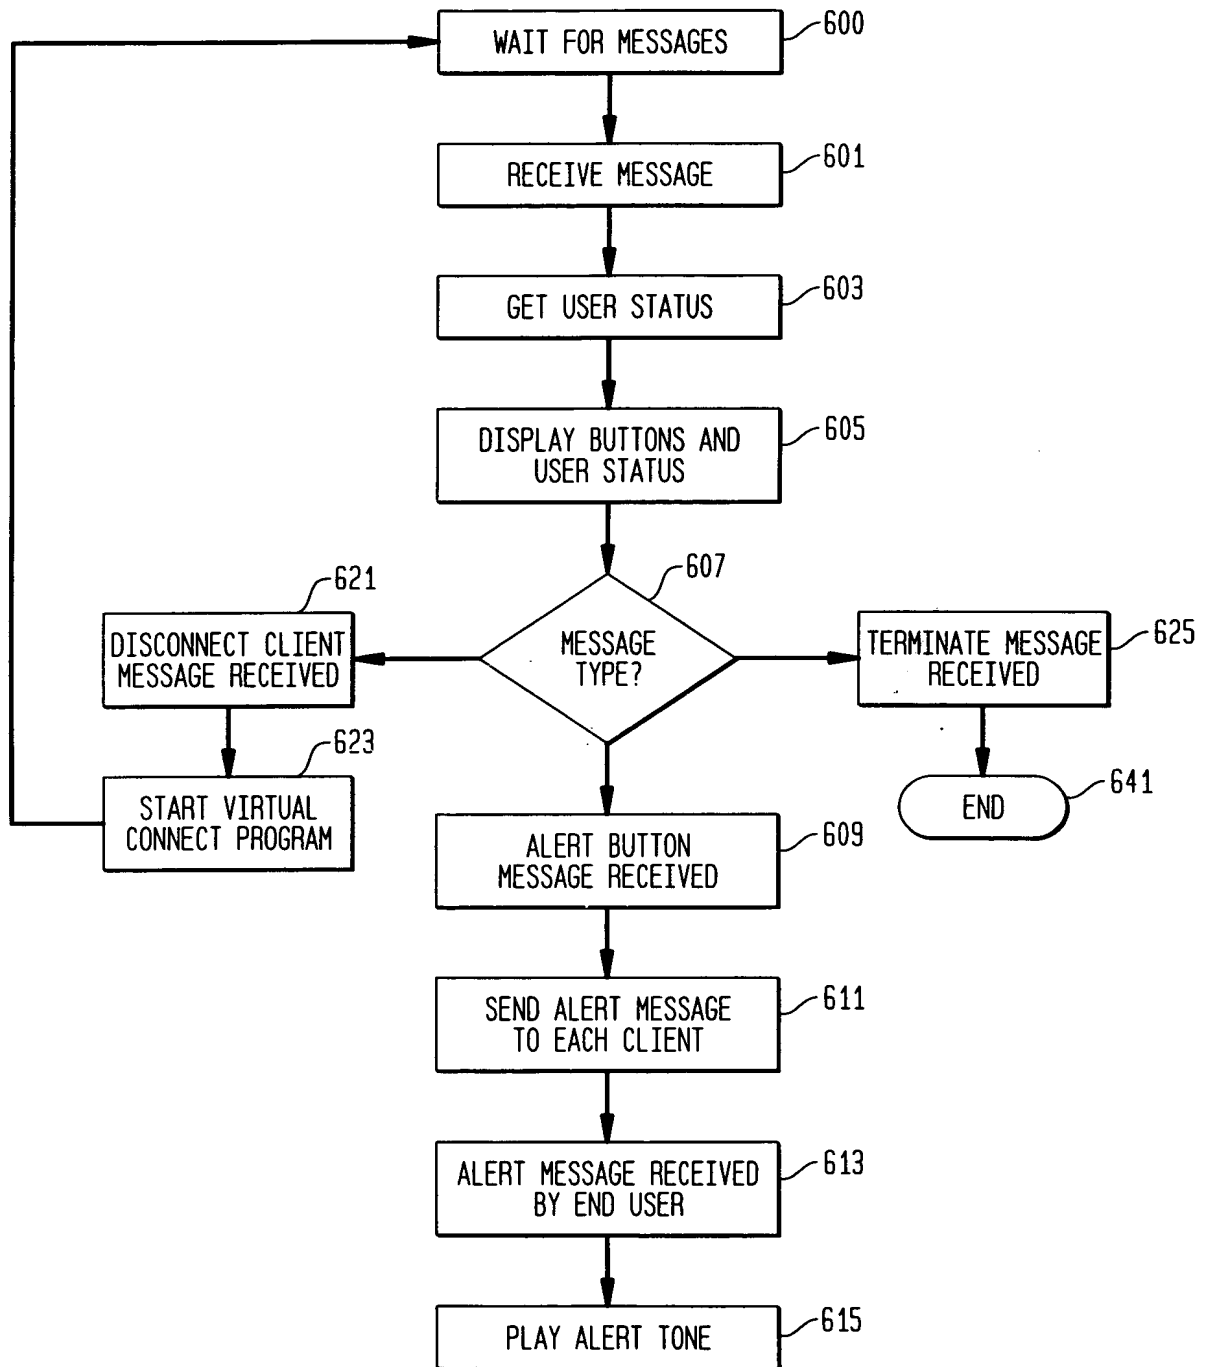 WAIT FOR MESSAGES
600
RECEIVE MESSAGE
601
GET USER STATUS
603
DISPLAY BUTTONS AND
USER STATUS
605
MESSAGE
TYPE?
607
DISCONNECT CLIENT
MESSAGE RECEIVED
621
START VIRTUAL
CONNECT PROGRAM
623
TERMINATE MESSAGE
RECEIVED
625
END
641
ALERT BUTTON
MESSAGE RECEIVED
609
SEND ALERT MESSAGE
TO EACH CLIENT
611
ALERT MESSAGE RECEIVED
BY END USER
613
PLAY ALERT TONE
615